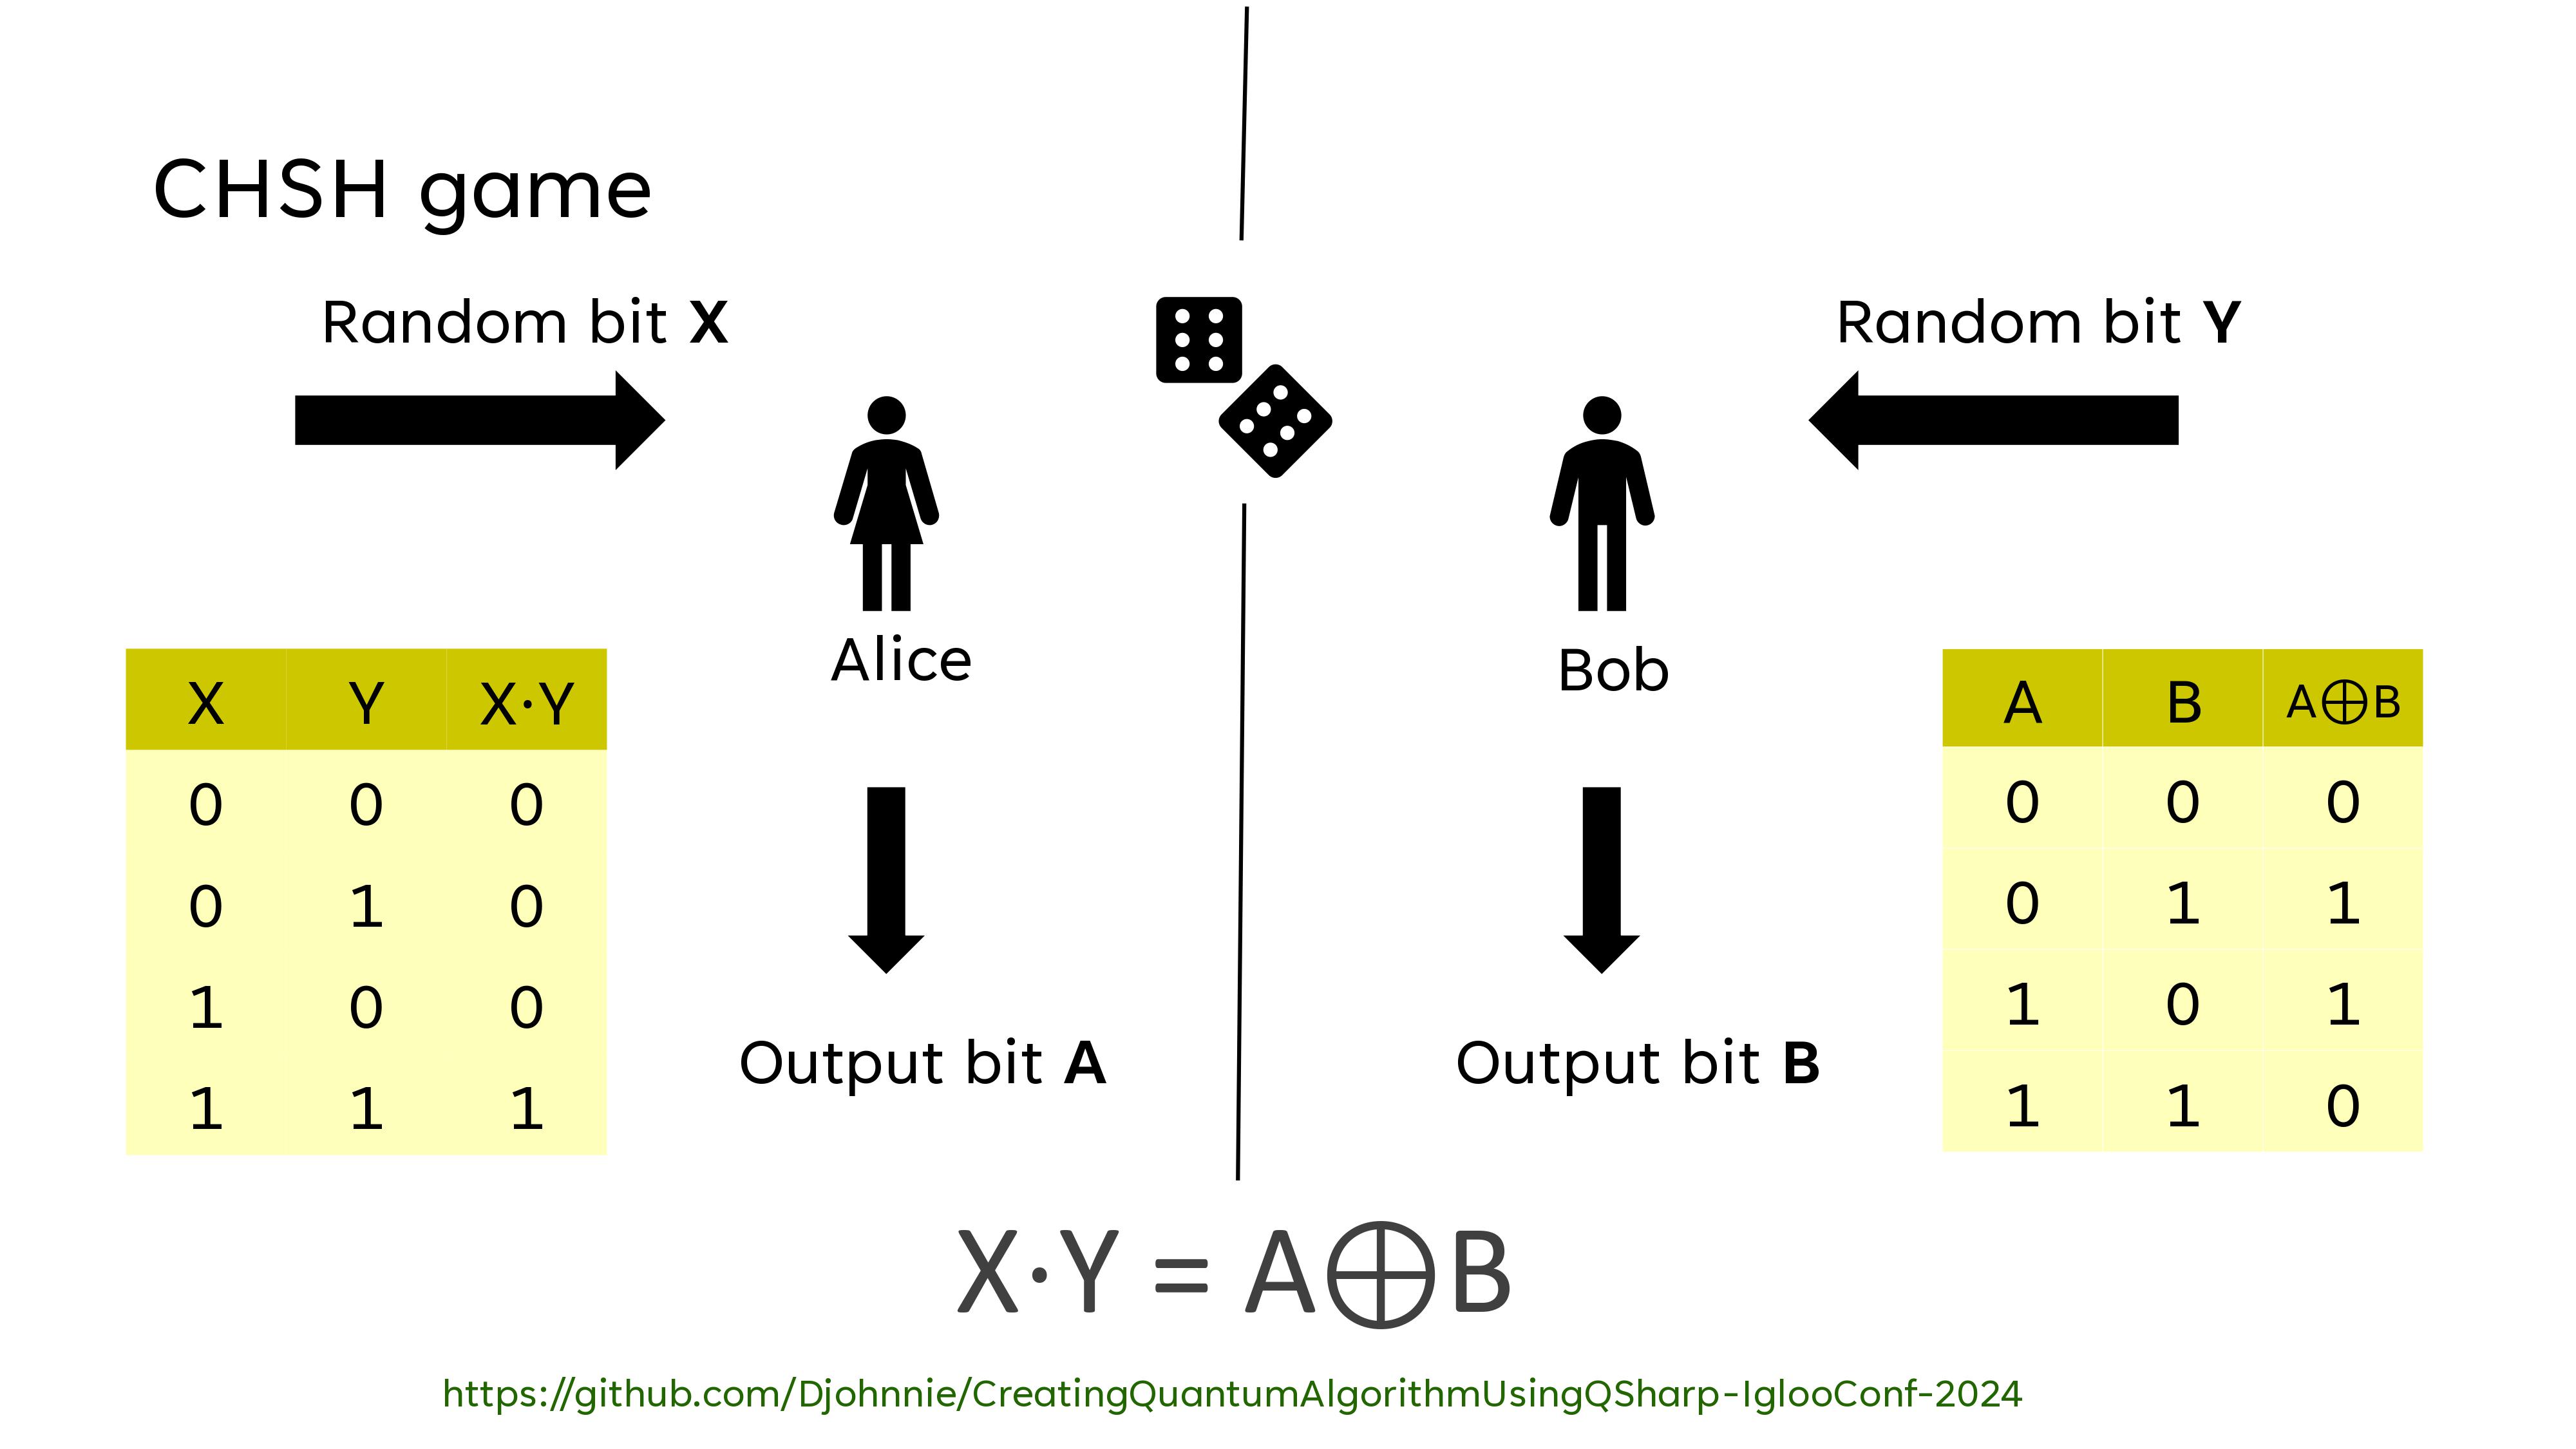 CHSH game
Random bit X
Random bit Y
Alice
Bob
X Y X·Y
0 0 0
0 1 0
1 0 0
1 1 1
A B A⊕B
0 0 0
0 1 1
1 0 1
1 1 0
Output bit A
Output bit B
X·Y = A⊕B
https://github.com/Djohnnie/CreatingQuantumAlgorithmUsingQSharp-IglooConf-2024